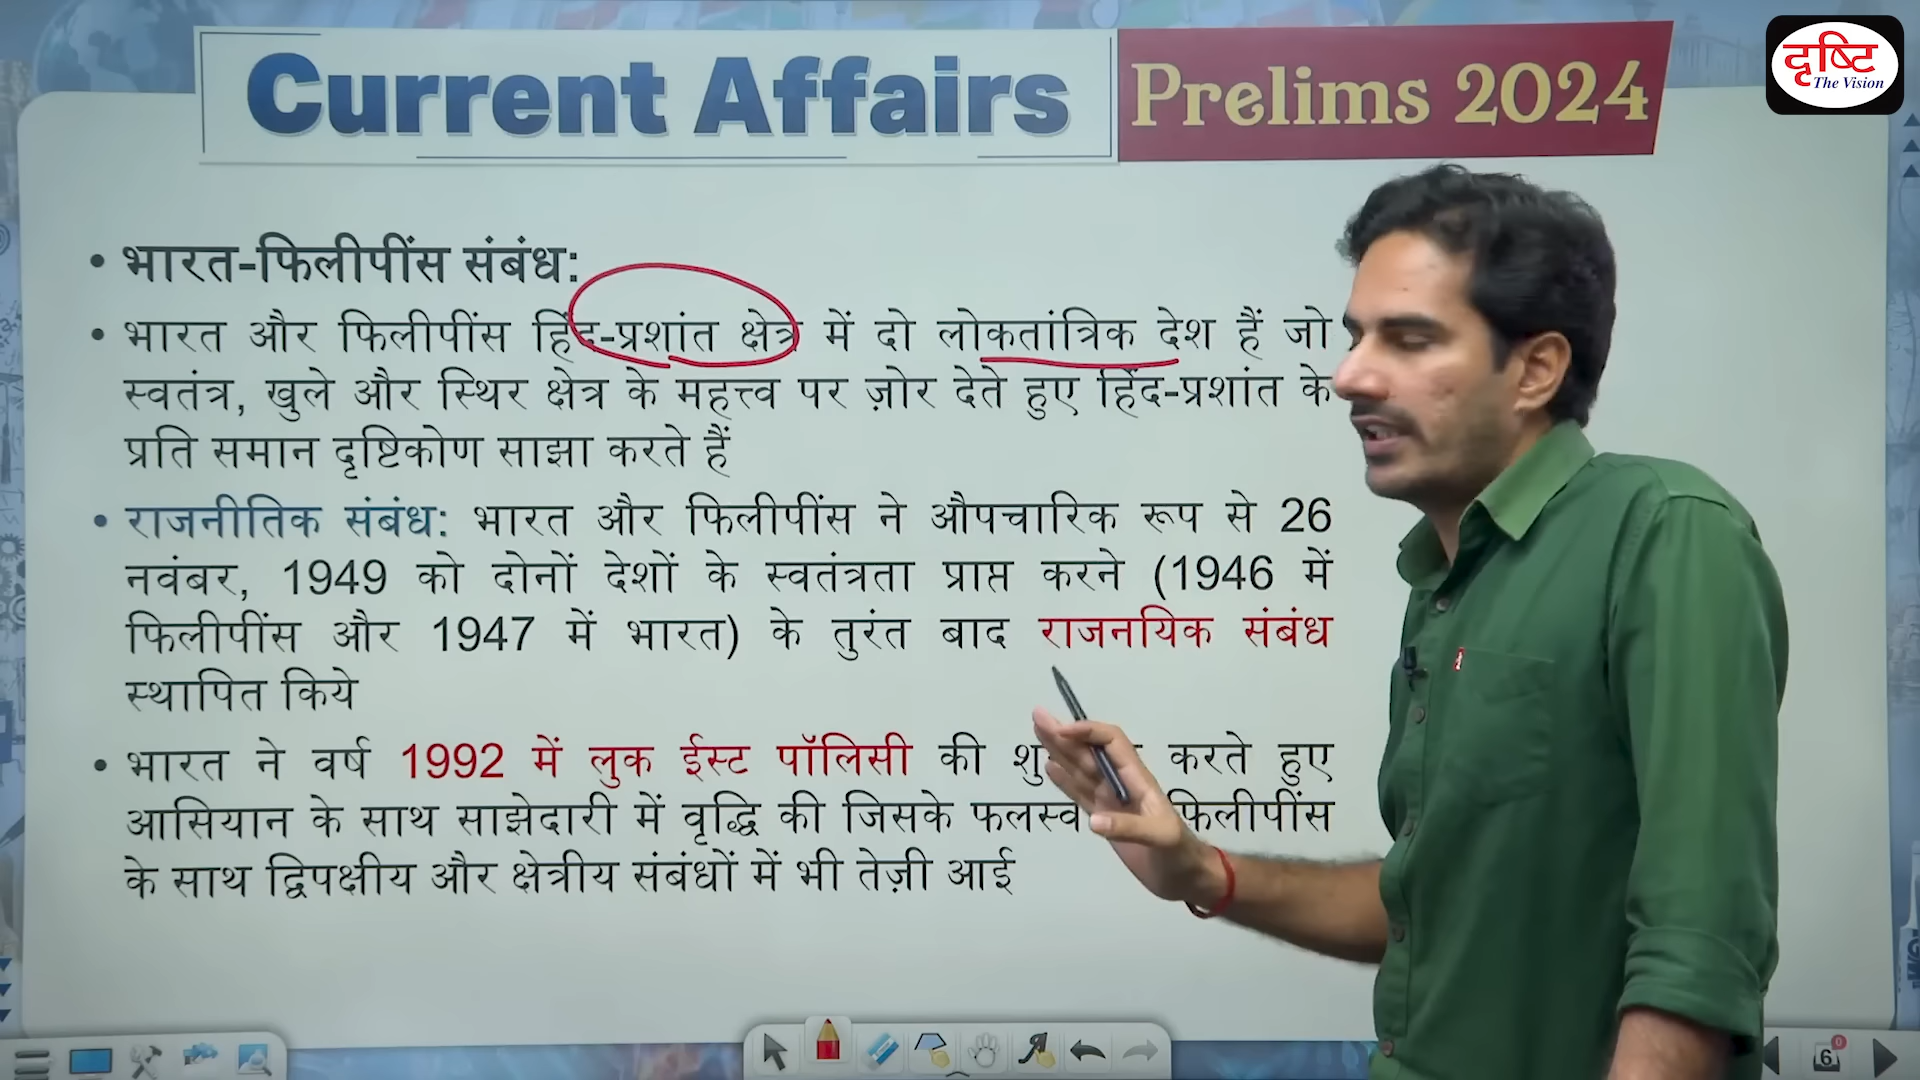 Current Affairs Prelims 2024
दृष्टि
The Vision
• भारत-फिलीपींस संबंध:
• भारत और फिलीपींस हिंद-प्रशांत क्षेत्र में दो लोकतांत्रिक देश हैं जो
स्वतंत्र, खुले और स्थिर क्षेत्र के महत्त्व पर ज़ोर देते हुए हिंद-प्रशांत के
प्रति समान दृष्टिकोण साझा करते हैं
• राजनीतिक संबंध: भारत और फिलीपींस ने औपचारिक रूप से 26
नवंबर, 1949 को दोनों देशों के स्वतंत्रता प्राप्त करने (1946 में
फिलीपींस और 1947 में भारत) के तुरंत बाद राजनयिक संबंध
स्थापित किये
• भारत ने वर्ष 1992 में लुक ईस्ट पॉलिसी की करते हुए
आसियान के साथ साझेदारी में वृद्धि की जिसके फिलीपींस
के साथ द्विपक्षीय और क्षेत्रीय संबंधों में भी तेज़ी आई
6
0